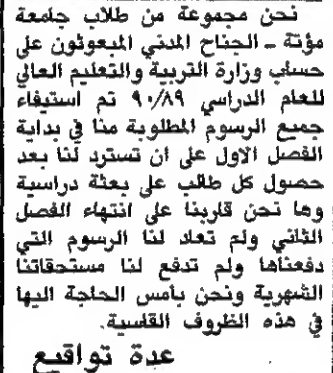 نحن مجموعة من طلاب جامعة
مؤتة ـ الجناح المدني المبعوثون على
حساب وزارة التربية والتعليم العالي
للعام الدراسي ٩٠/٨٩ تم استيفاء
جميع الرسوم المطلوبة منا في بداية
الفصل الاول على ان تسترد لنا بعد
حصول كل طالب على بعثة دراسية
وها نحن قاربنا على انتهاء الفصل
الثاني ولم تعاد لنا الرسوم التي
دفعناها ولم تدفع لنا مستحقاتنا
الشهرية ونحن بأمس الحاجة اليها
في هذه الظروف القاسية.
عدة تواقيع